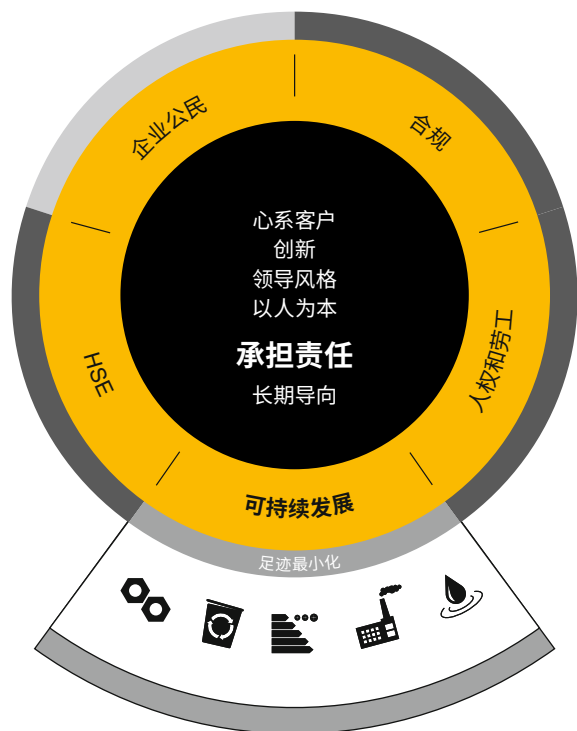 企业公民
合规
心系客户
创新
领导风格
以人为本
承担责任
长期导向
HSE
人权和劳工
可持续发展
足迹最小化